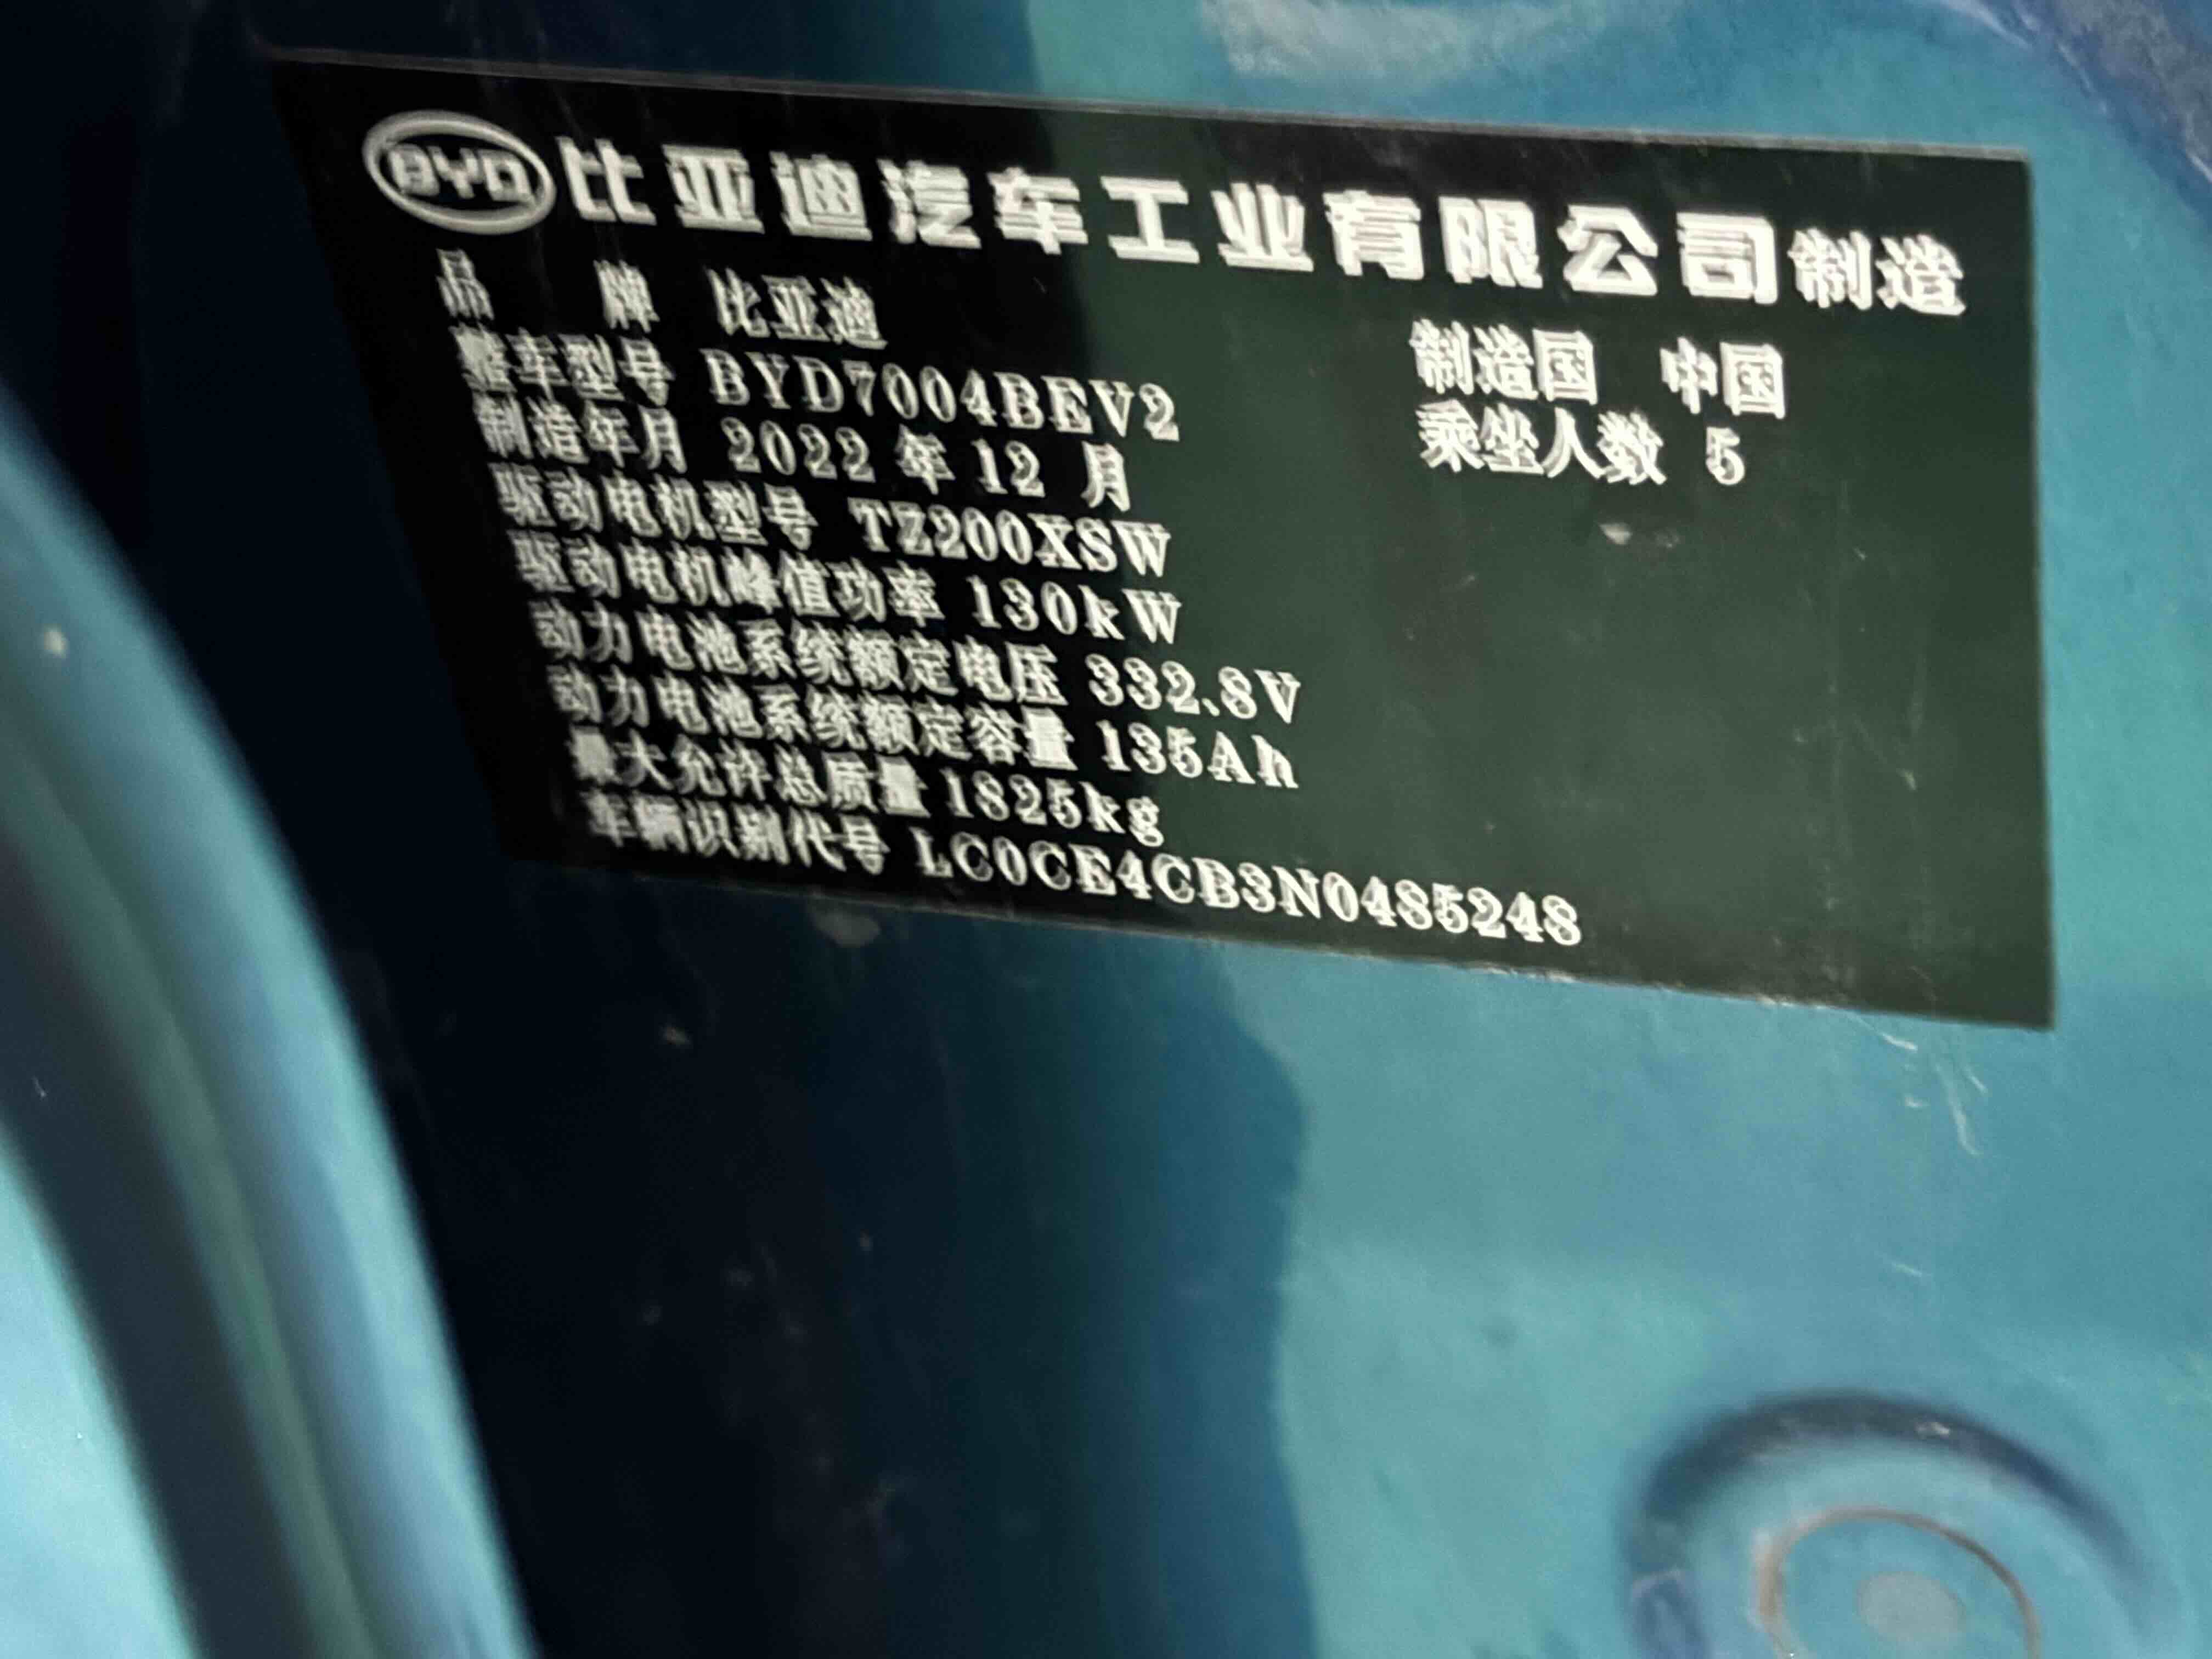 BYD 比亚迪汽车工业有限公司制造
品牌 比亚迪 制造国 中国
整车型号 BYD7004BEV2 乘坐人数 5
制造年月 2022 年 12 月
驱动电机型号 TZ200XSW
驱动电机峰值功率 130kW
动力电池系统额定电压 332.8V
动力电池系统额定容量 135Ah
最大允许总质量 1825kg
车辆识别代号 LC0CE4CB3N0485248